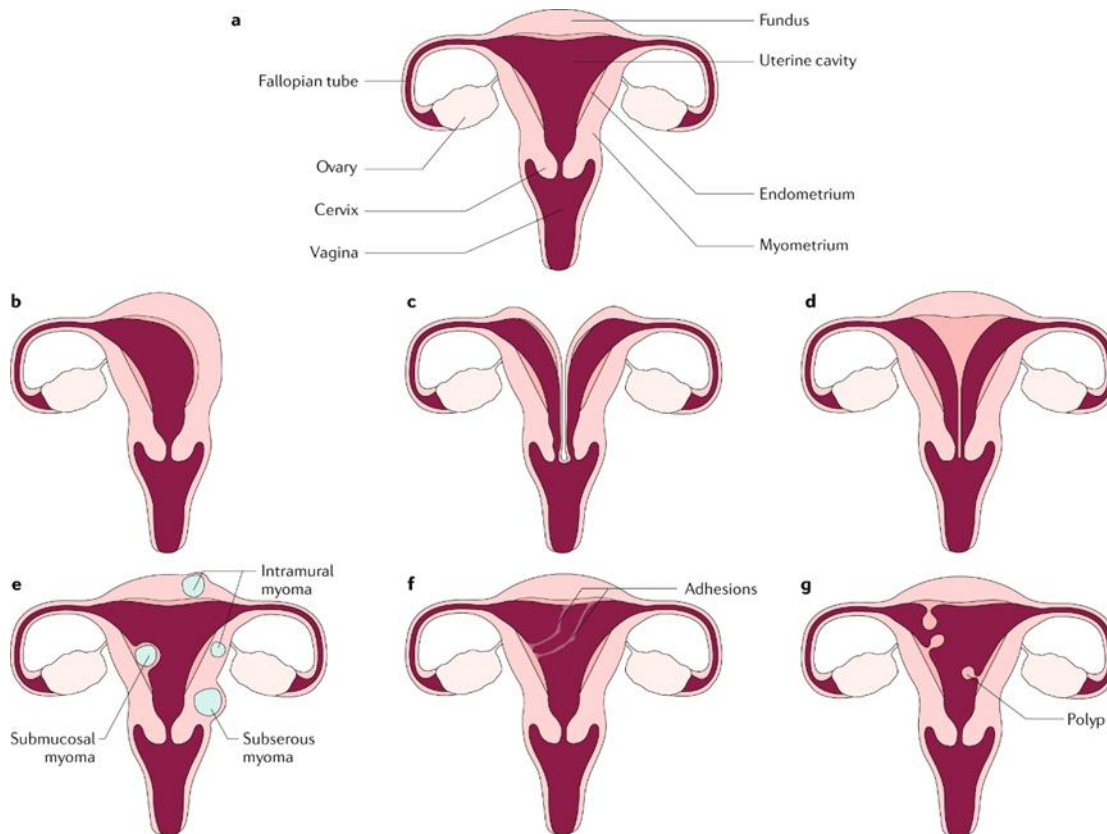 a
Fundus
Uterine cavity
Fallopian tube
Ovary
Endometrium
Cervix
Myometrium
Vagina
b
c
d
e
Intramural
myoma
Submucosal
myoma
Subserous
myoma
f
Adhesions
g
Polyp